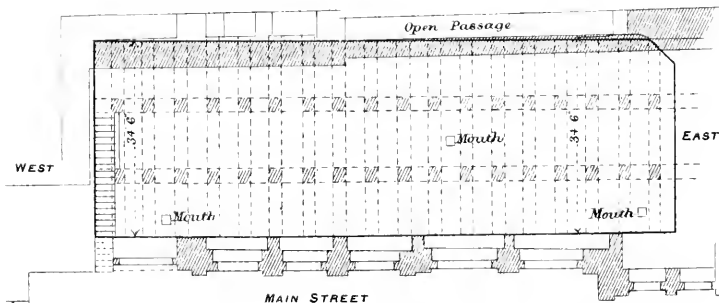 Open Passage
34 6
34 6
Mouth
EAST
WEST
Mouth
Mouth
MAIN STREET